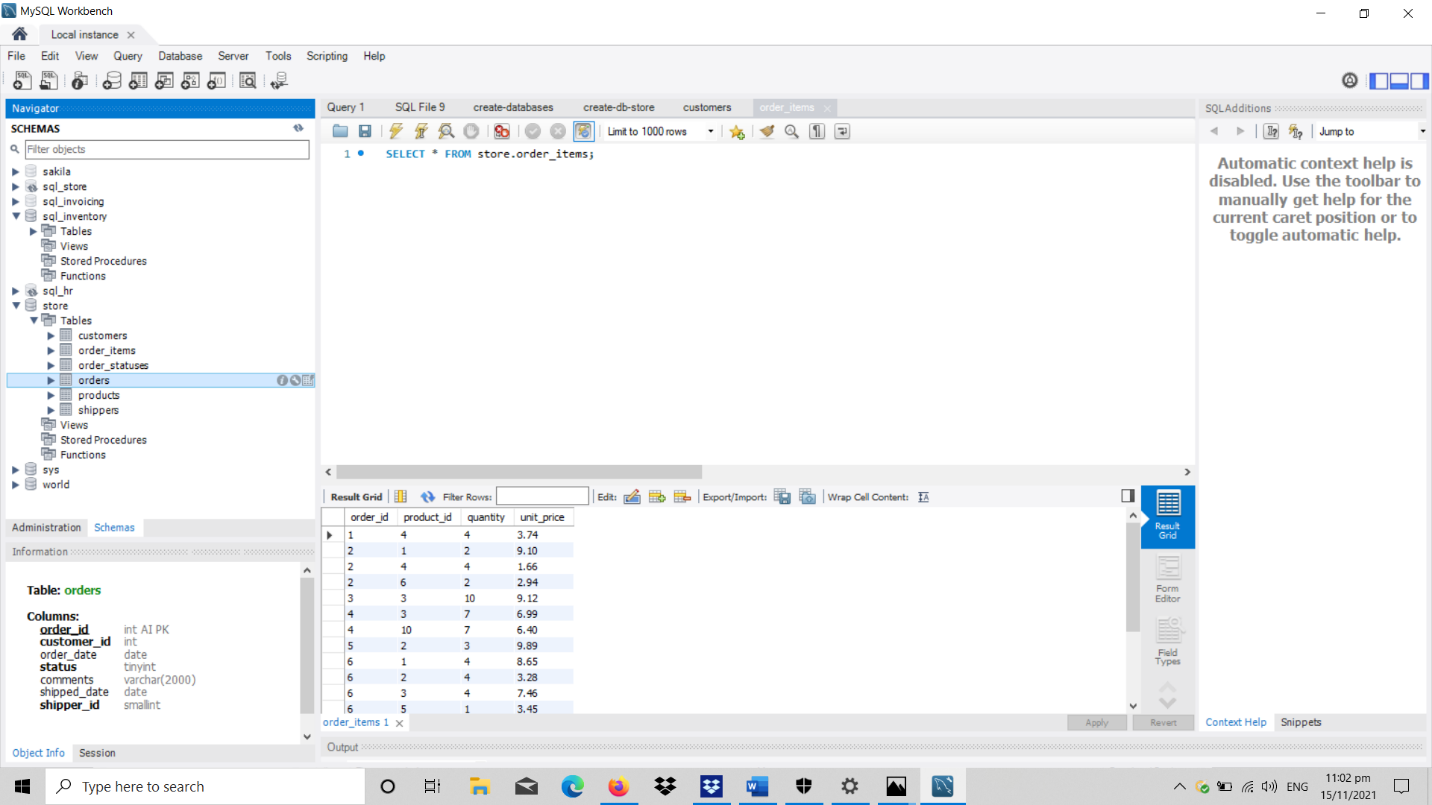 MySQL Workbench
Local instance
File Edit View Query Database Server Tools Scripting Help
Navigator
SCHEMAS
Filter objects
sakila
sql_store
sql_invoicing
sql_inventory
Tables
Views
Stored Procedures
Functions
sql_hr
store
Tables
customers
order_items
order_statuses
orders
products
shippers
Views
Stored Procedures
Functions
sys
world
Administration Schemas
Information
Table: orders
Columns:
order_id int AI PK
customer_id int
order_date date
status tinyint
comments varchar(2000)
shipped_date date
shipper_id smallint
Object Info Session
Query 1 SQL File 9 create-databases create-db-store customers order_items
Limit to 1000 rows
1 SELECT * FROM store.order_items;
Result Grid Filter Rows: Edit: Export/Import: Wrap Cell Content: IA
order_id product_id quantity unit_price
1 4 4 3.74
2 1 2 9.10
2 4 4 1.66
2 6 2 2.94
3 3 10 9.12
4 3 7 6.99
4 10 7 6.40
5 2 3 9.89
6 1 4 8.65
6 2 4 3.28
6 3 4 7.46
6 5 1 3.45
Result
Grid
Form
Editor
Field
Types
order_items 1 Apply Revert
Output
SQLAdditions
Jump to
Automatic context help is
disabled. Use the toolbar to
manually get help for the
current caret position or to
toggle automatic help.
Context Help Snippets
Type here to search
ENG
11:02 pm
15/11/2021